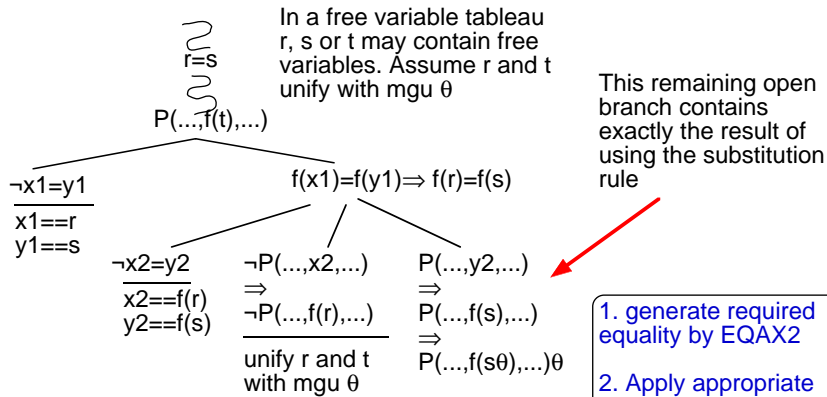 In a free variable tableau
r, s or t may contain free
variables. Assume r and t
unify with mgu θ
r=s
P(...,f(t),...)
This remaining open
branch contains
exactly the result of
using the substitution
rule
¬x1=y1
x1==r
y1==s
f(x1)=f(y1)⇒ f(r)=f(s)
¬x2=y2
x2==f(r)
y2==f(s)
¬P(...,x2,...)
⇒
¬P(...,f(r),...)
unify r and t
with mgu θ
P(...,y2,...)
⇒
P(...,f(s),...)
⇒
P(...,f(sθ),...)θ
1. generate required
equality by EQAX2
2. Apply appropriate